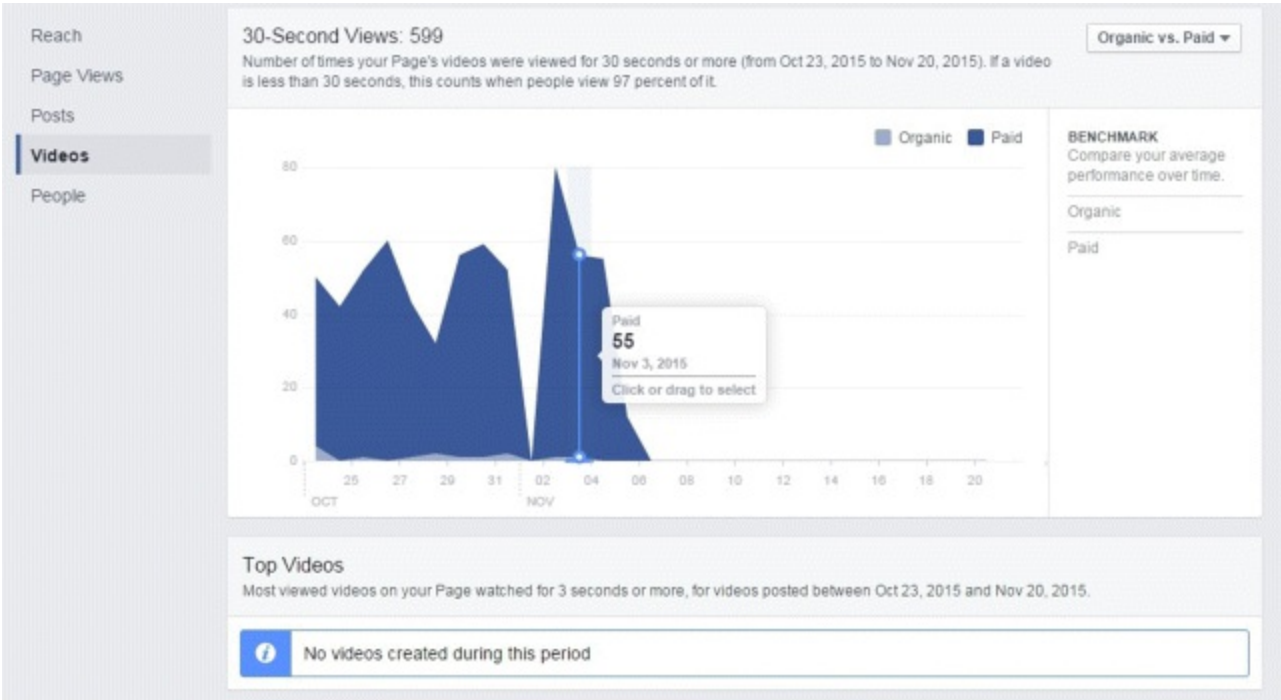 Reach
Page Views
Posts
Videos
People
30-Second Views: 599
Organic vs. Paid
Number of times your Page's videos were viewed for 30 seconds or more (from Oct 23, 2015 to Nov 20, 2015). If a video
is less than 30 seconds, this counts when people view 97 percent of it.
Organic Paid
80
60
40
20
0
25 27 29 31 02 04 06 08 10 12 14 16 18 20
OCT NOV
Paid
55
Nov 3, 2015
Click or drag to select
BENCHMARK
Compare your average
performance over time.
Organic
Paid
Top Videos
Most viewed videos on your Page watched for 3 seconds or more, for videos posted between Oct 23, 2015 and Nov 20, 2015.
i No videos created during this period